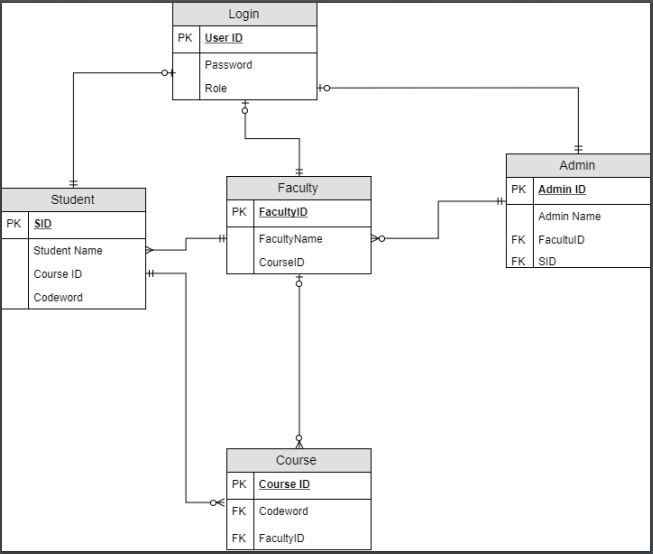 Login
PK User ID
Password
Role
Student
PK SID
Student Name
Course ID
Codeword
Faculty
PK FacultyID
FacultyName
CourseID
Admin
PK Admin ID
Admin Name
FK FacultuID
FK SID
Course
PK Course ID
FK Codeword
FK FacultyID